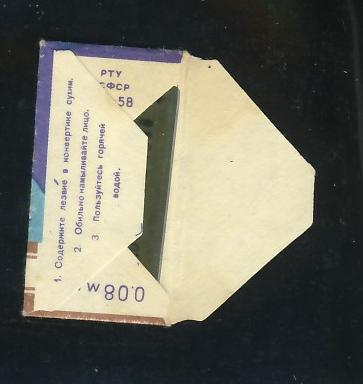 РТУ
СФСР
58
1. Содержите лезвие в конвертике сухим.
2. Обильно намыливайте лицо.
3 Пользуйтесь горячей
водой.
0.08 м